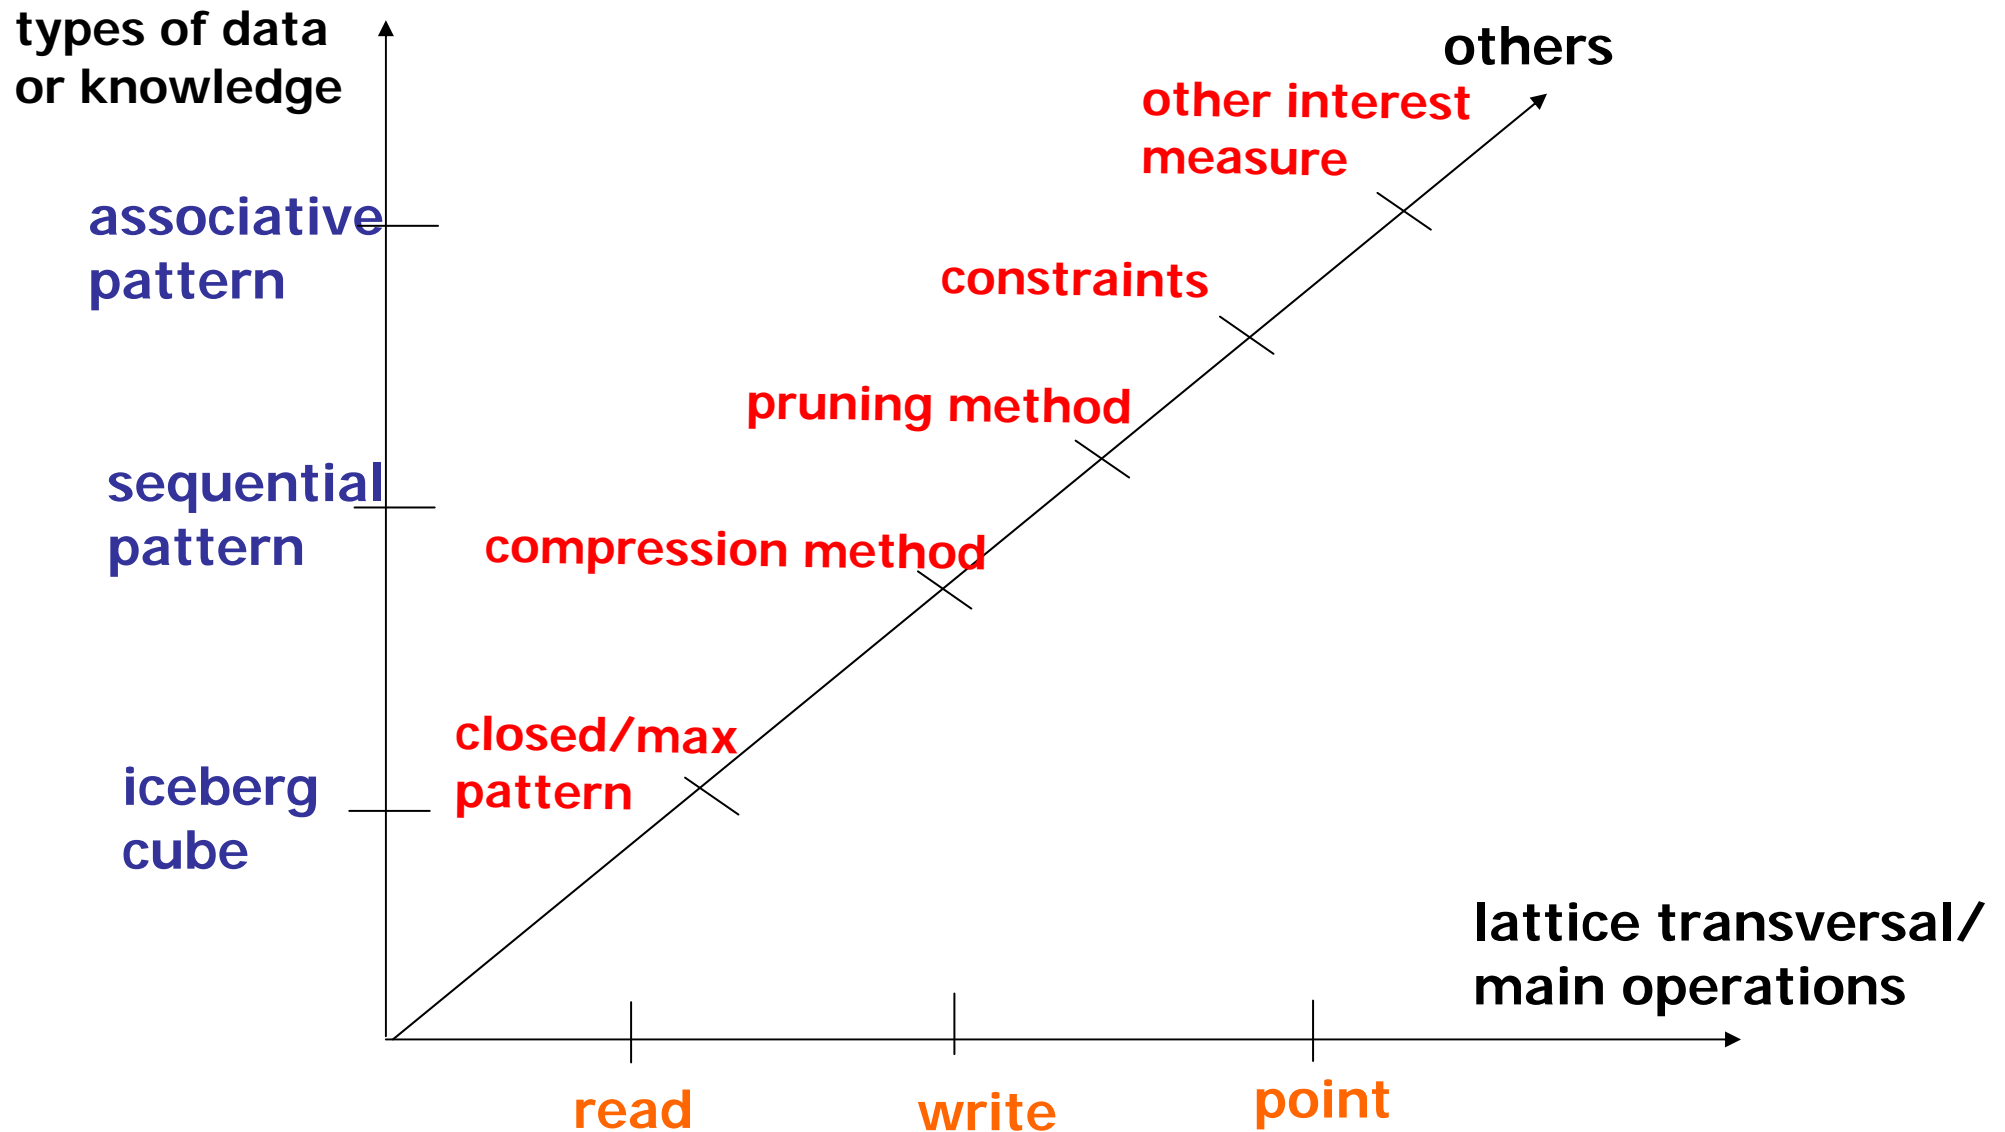 types of data
or knowledge
others
other interest
measure
associative
pattern
constraints
pruning method
sequential
pattern
compression method
closed/max
pattern
iceberg
cube
lattice transversal/
main operations
read
write
point